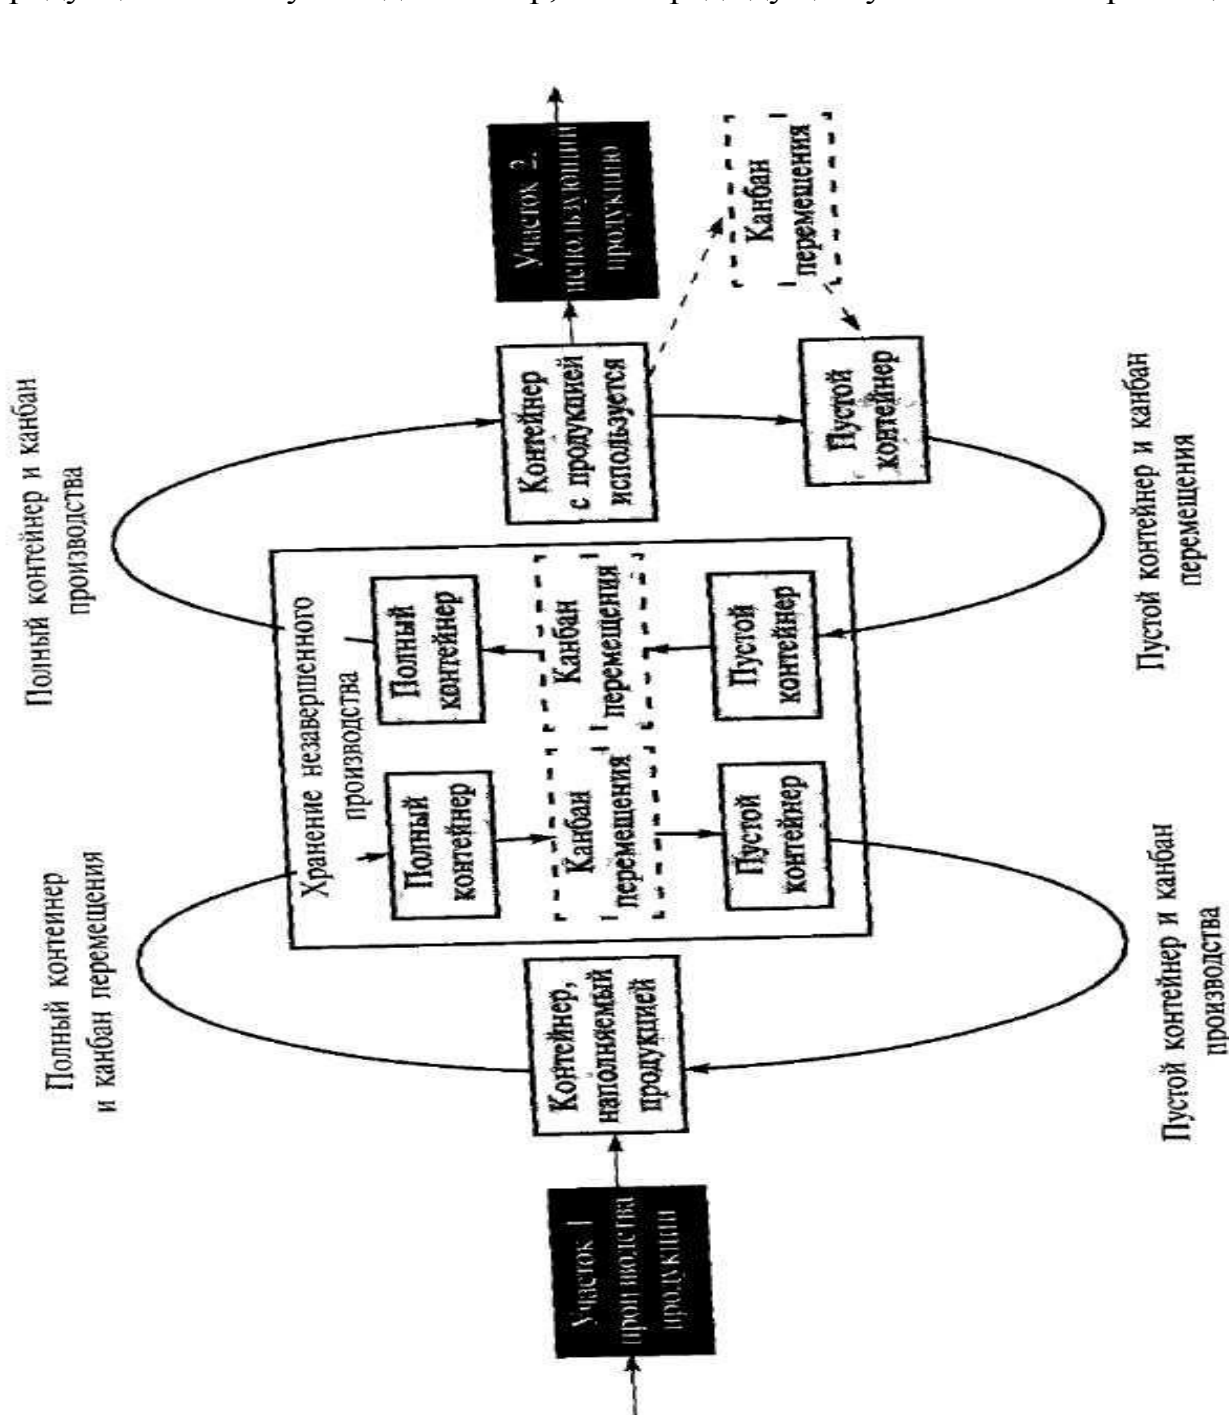 Полный контейнер
и канбан перемещения
Полный контейнер и канбан
производства
Хранение незавершенного
производства
Полный
контейнер
Полный
контейнер
Участок 1
производства
продукции
Контейнер,
наполняемый
продукцией
Канбан
перемещения
Канбан
перемещения
Контейнер
с продукцией
используется
Участок 2.
использующий
продукцию
Пустой
контейнер
Пустой
контейнер
Пустой
контейнер
Канбан
перемещения
Пустой контейнер и канбан
производства
Пустой контейнер и канбан
перемещения